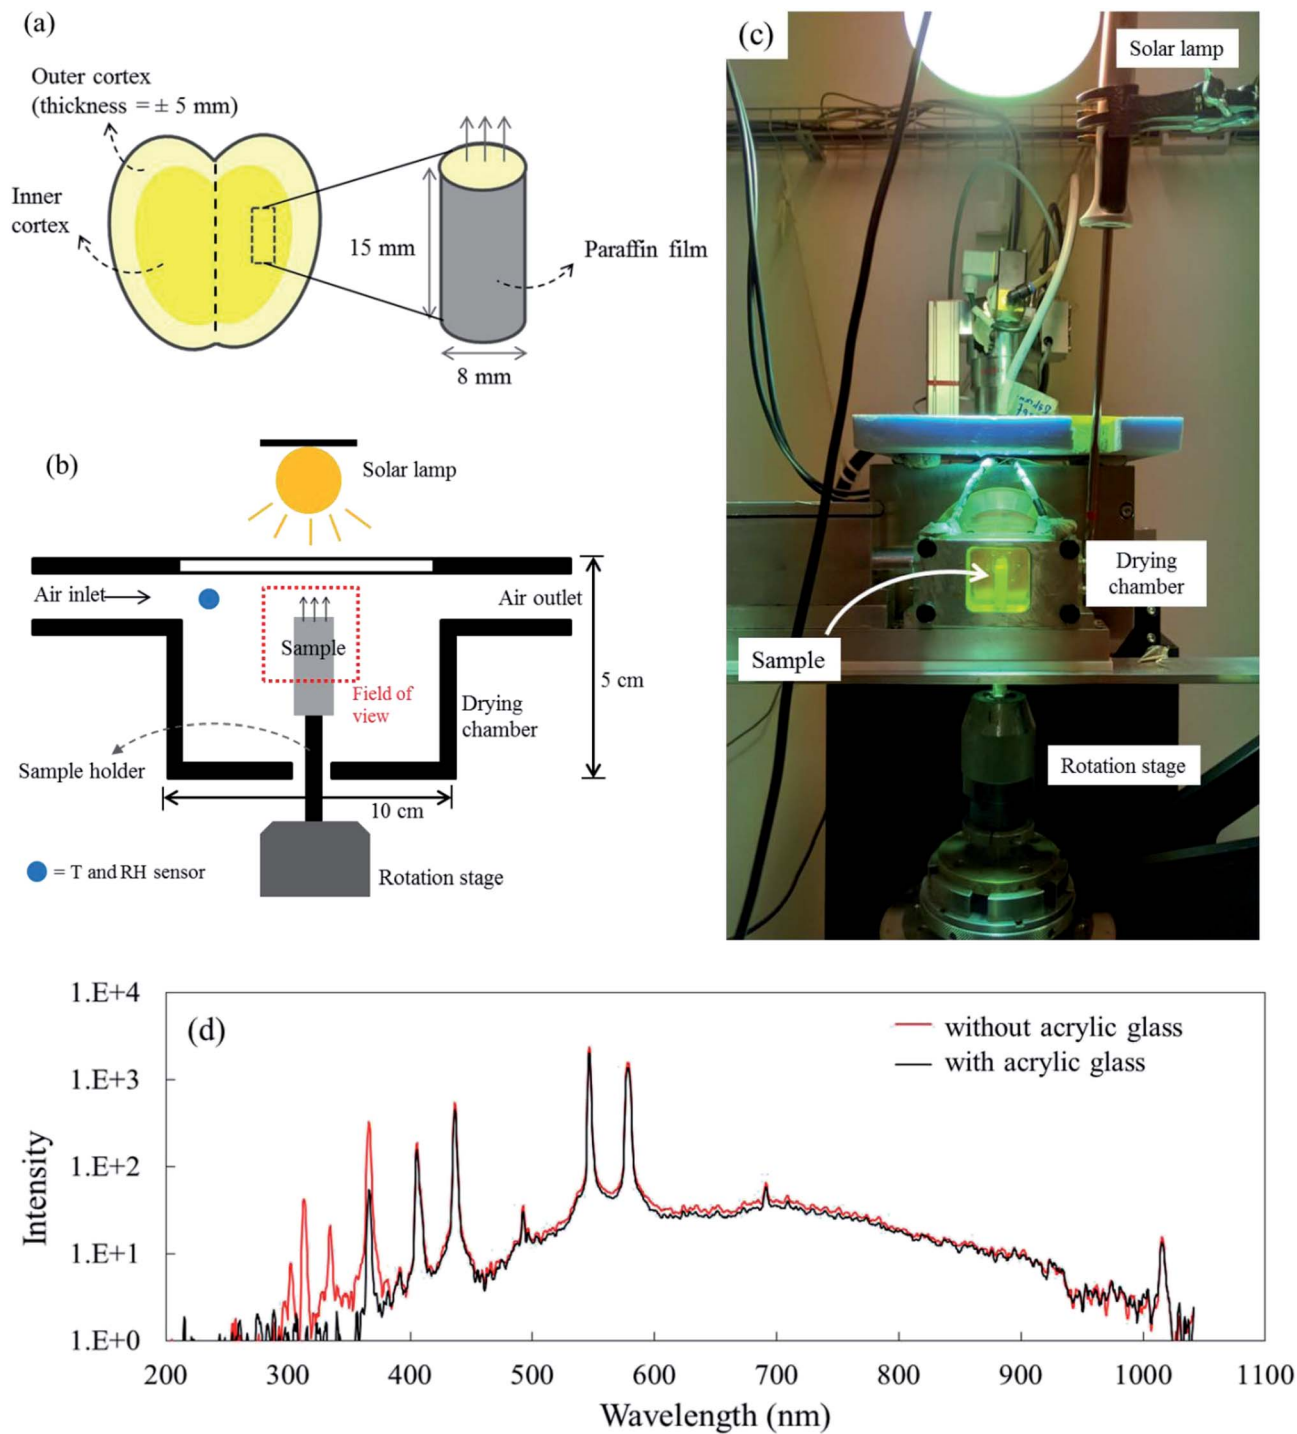 (a)
Outer cortex
(thickness = ± 5 mm)
Inner
cortex
15 mm
Paraffin film
8 mm
(b)
Solar lamp
Air inlet
Air outlet
Sample
Field of
view
5 cm
Drying
chamber
Sample holder
10 cm
= T and RH sensor
Rotation stage
(c)
Solar lamp
Drying
chamber
Sample
Rotation stage
(d)
without acrylic glass
with acrylic glass
1.E+4
1.E+3
1.E+2
1.E+1
1.E+0
Intensity
200 300 400 500 600 700 800 900 1000 1100
Wavelength (nm)